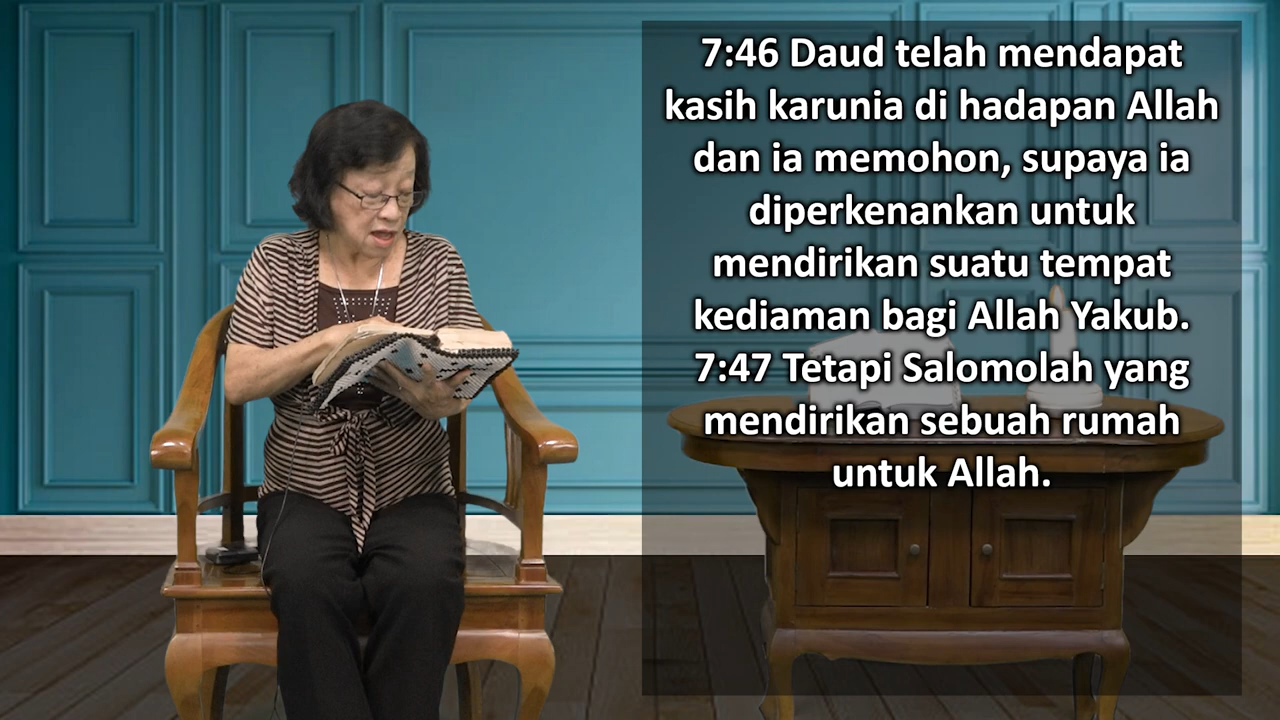 7:46 Daud telah mendapat
kasih karunia di hadapan Allah
dan ia memohon, supaya ia
diperkenankan untuk
mendirikan suatu tempat
kediaman bagi Allah Yakub.
7:47 Tetapi Salomolah yang
mendirikan sebuah rumah
untuk Allah.